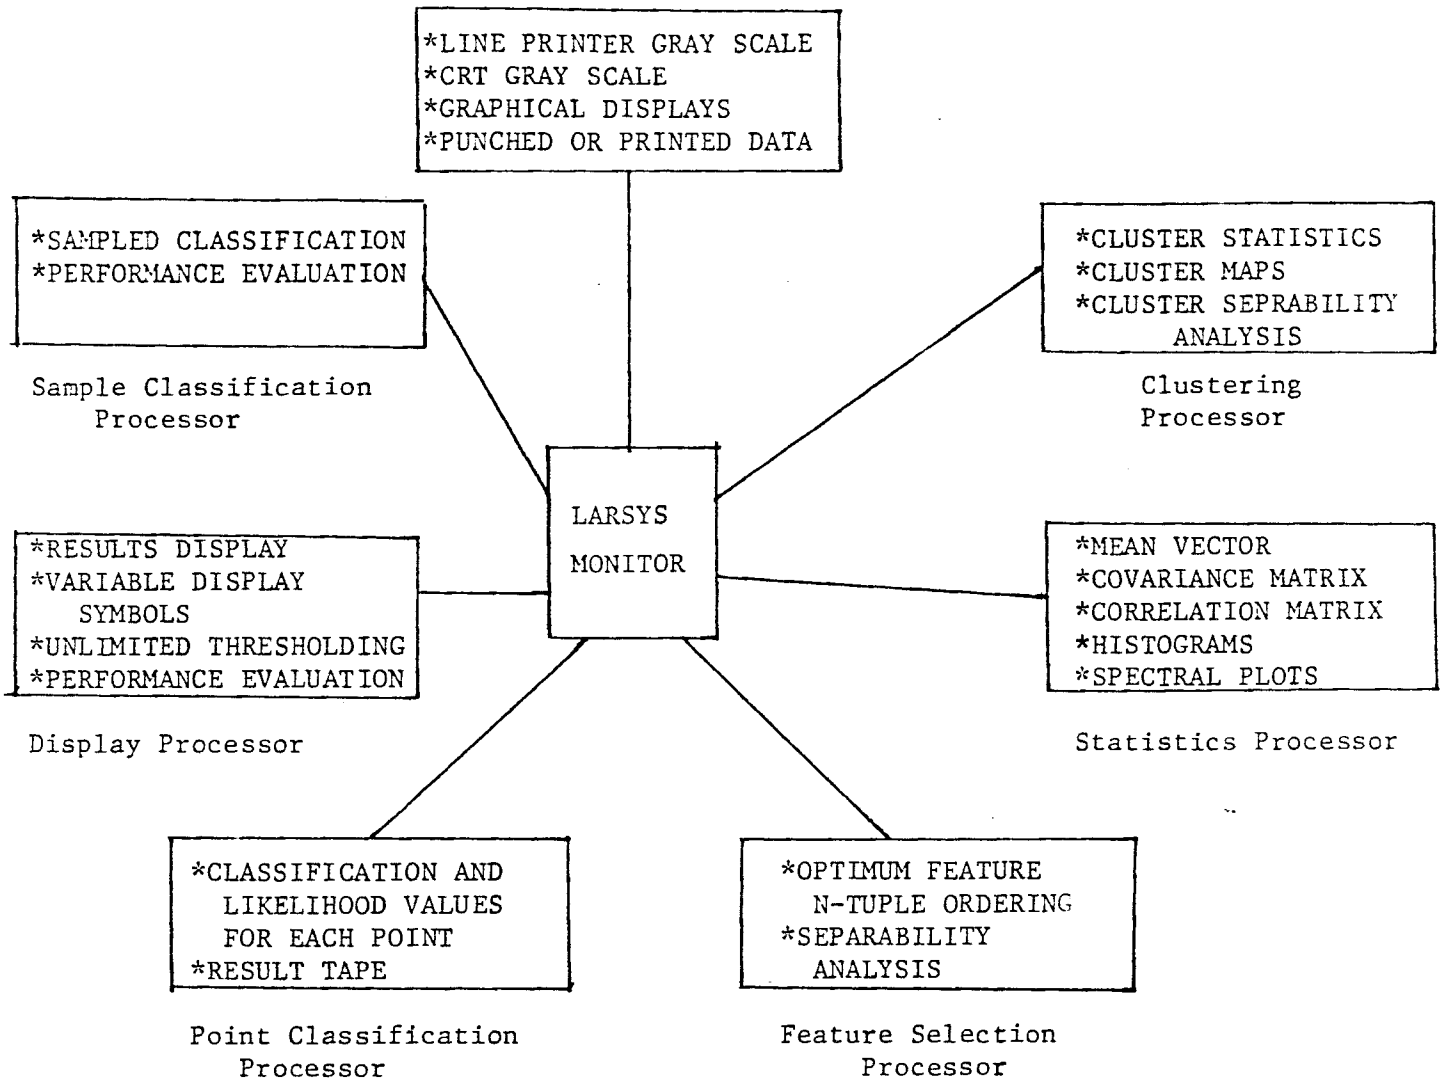 *LINE PRINTER GRAY SCALE
*CRT GRAY SCALE
*GRAPHICAL DISPLAYS
*PUNCHED OR PRINTED DATA
*SAMPLED CLASSIFICATION
*PERFORMANCE EVALUATION
Sample Classification
Processor
*CLUSTER STATISTICS
*CLUSTER MAPS
*CLUSTER SEPRABILITY
ANALYSIS
Clustering
Processor
LARSYS
MONITOR
*RESULTS DISPLAY
*VARIABLE DISPLAY
SYMBOLS
*UNLIMITED THRESHOLDING
*PERFORMANCE EVALUATION
Display Processor
*MEAN VECTOR
*COVARIANCE MATRIX
*CORRELATION MATRIX
*HISTOGRAMS
*SPECTRAL PLOTS
Statistics Processor
*CLASSIFICATION AND
LIKELIHOOD VALUES
FOR EACH POINT
*RESULT TAPE
Point Classification
Processor
*OPTIMUM FEATURE
N-TUPLE ORDERING
*SEPARABILITY
ANALYSIS
Feature Selection
Processor